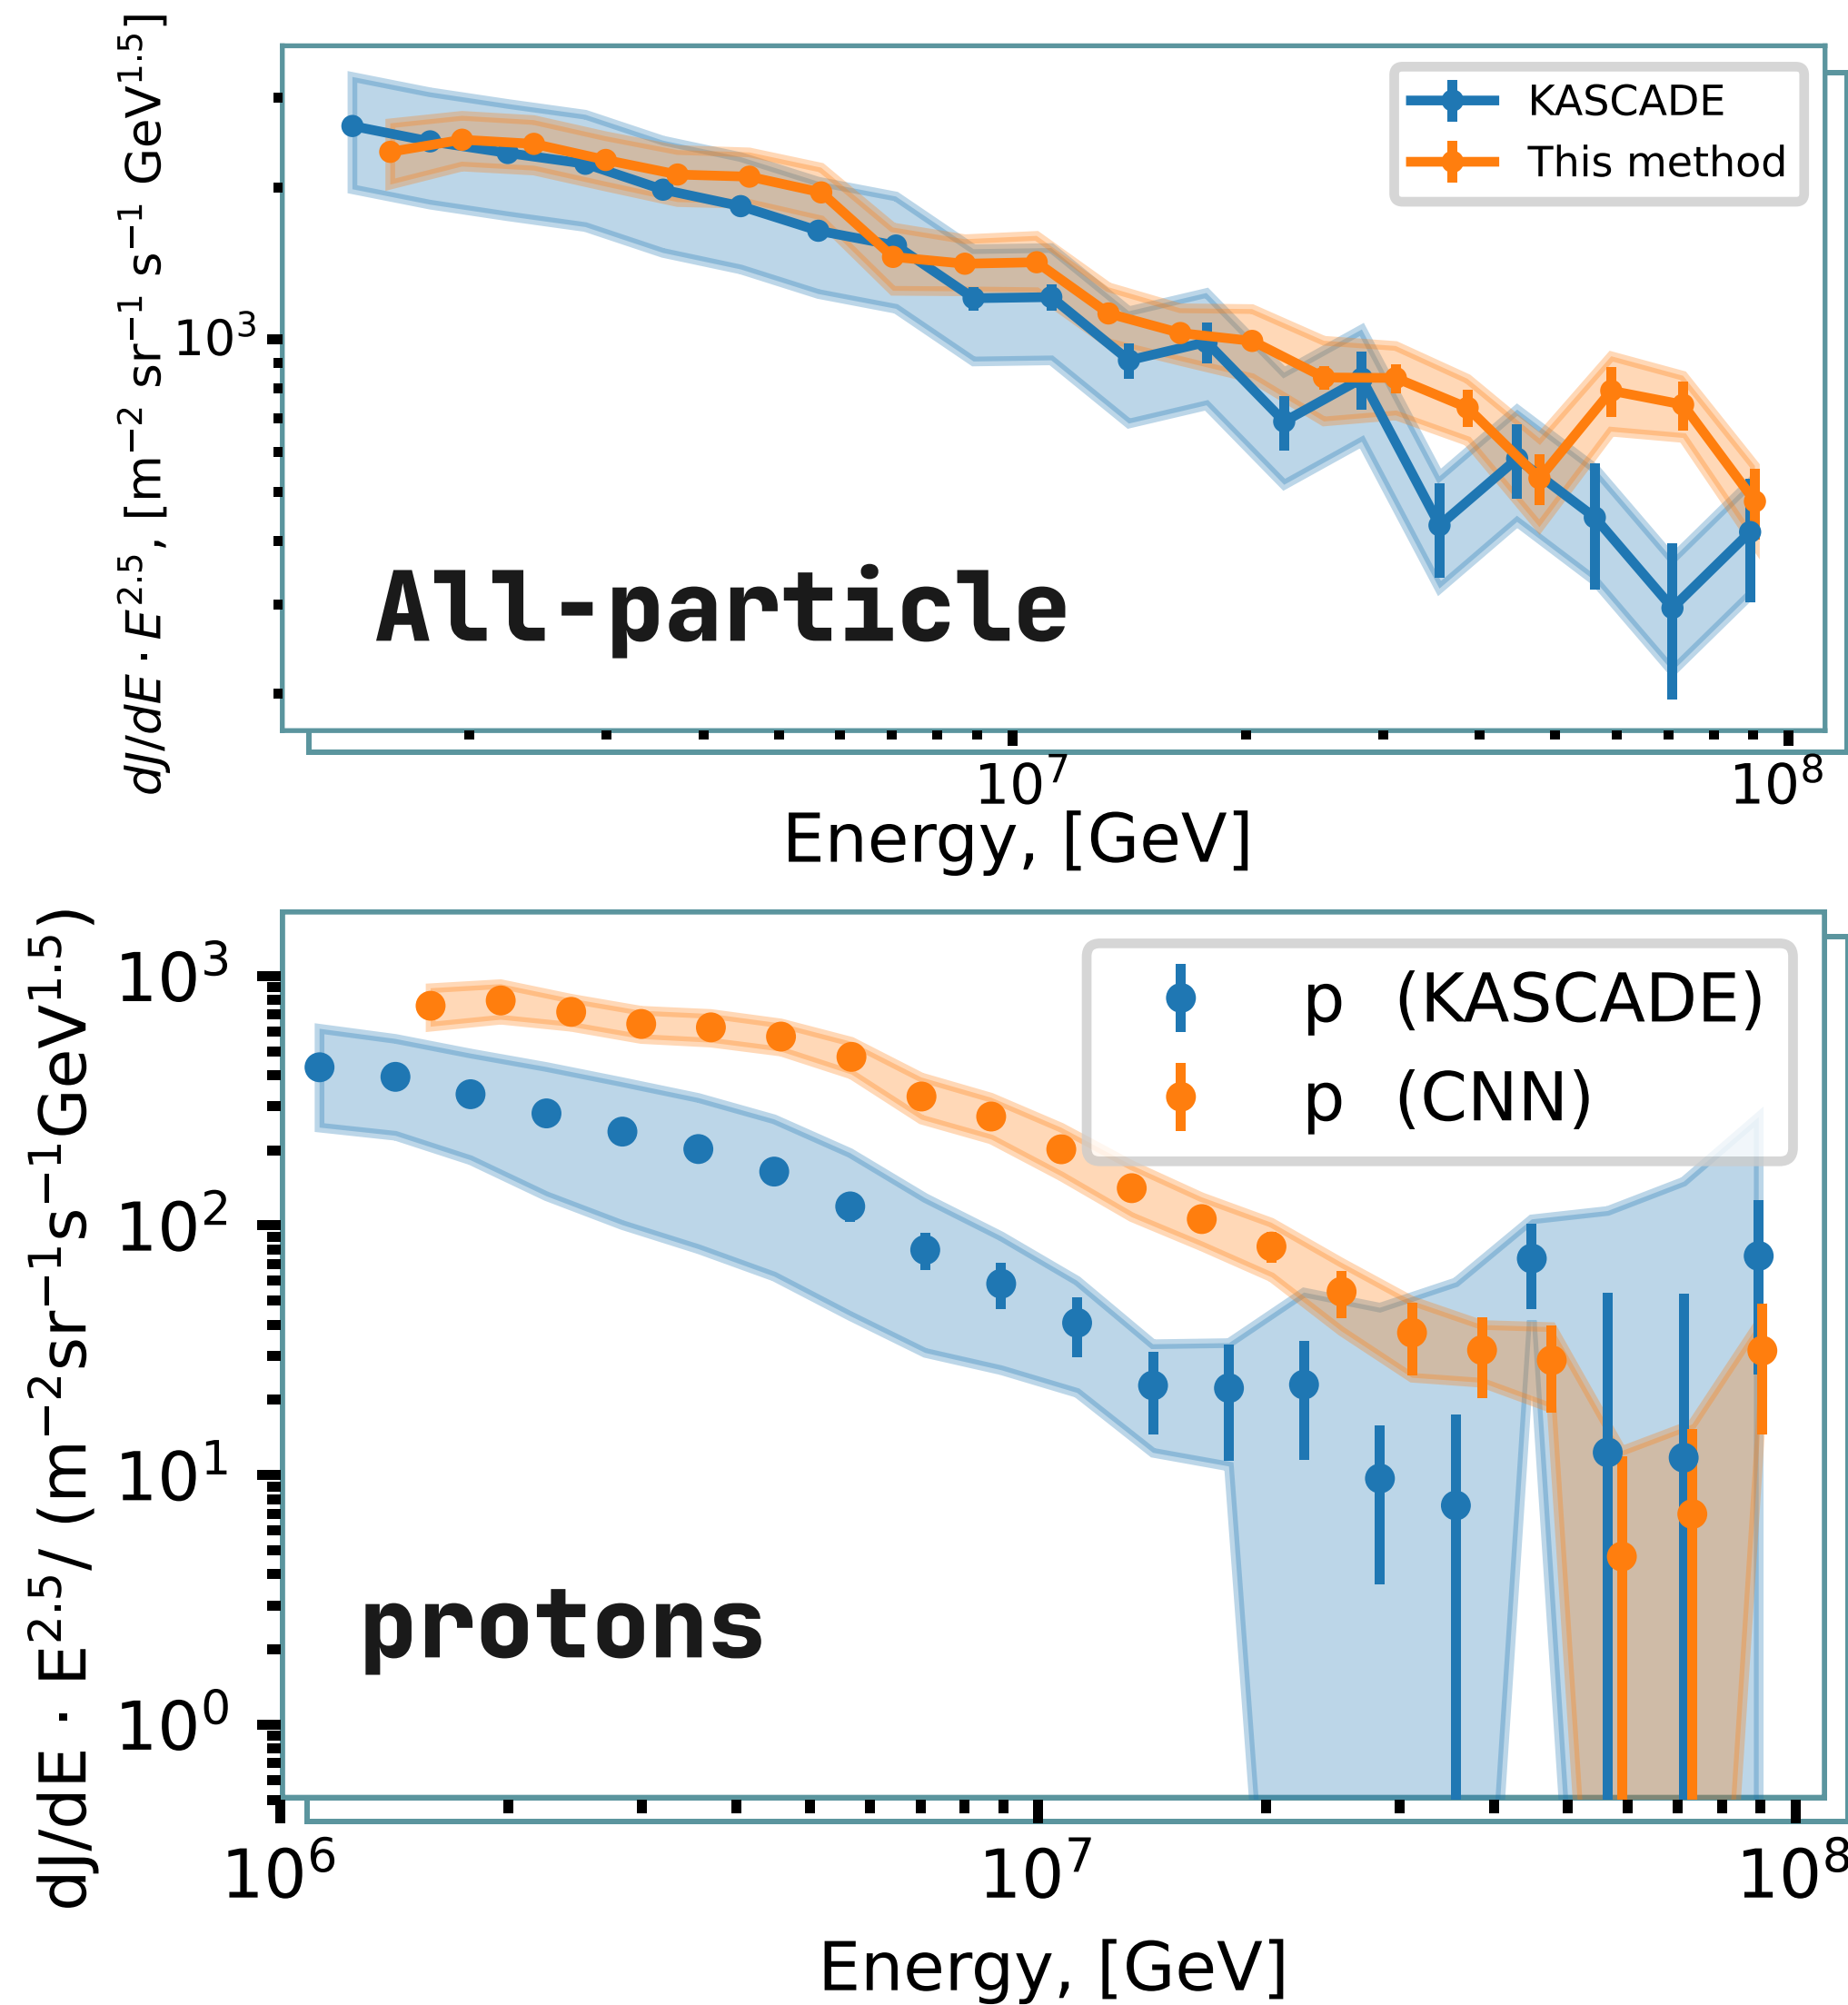 dJ/dE · E^2.5, [m^−2 sr^−1 s^−1 GeV^1.5]
KASCADE
This method
10^3
All-particle
10^7
10^8
Energy, [GeV]
dJ/dE · E^2.5/ (m^−2sr^−1s^−1GeV^1.5)
10^3
p (KASCADE)
p (CNN)
10^2
10^1
protons
10^0
10^6
10^7
10^8
Energy, [GeV]